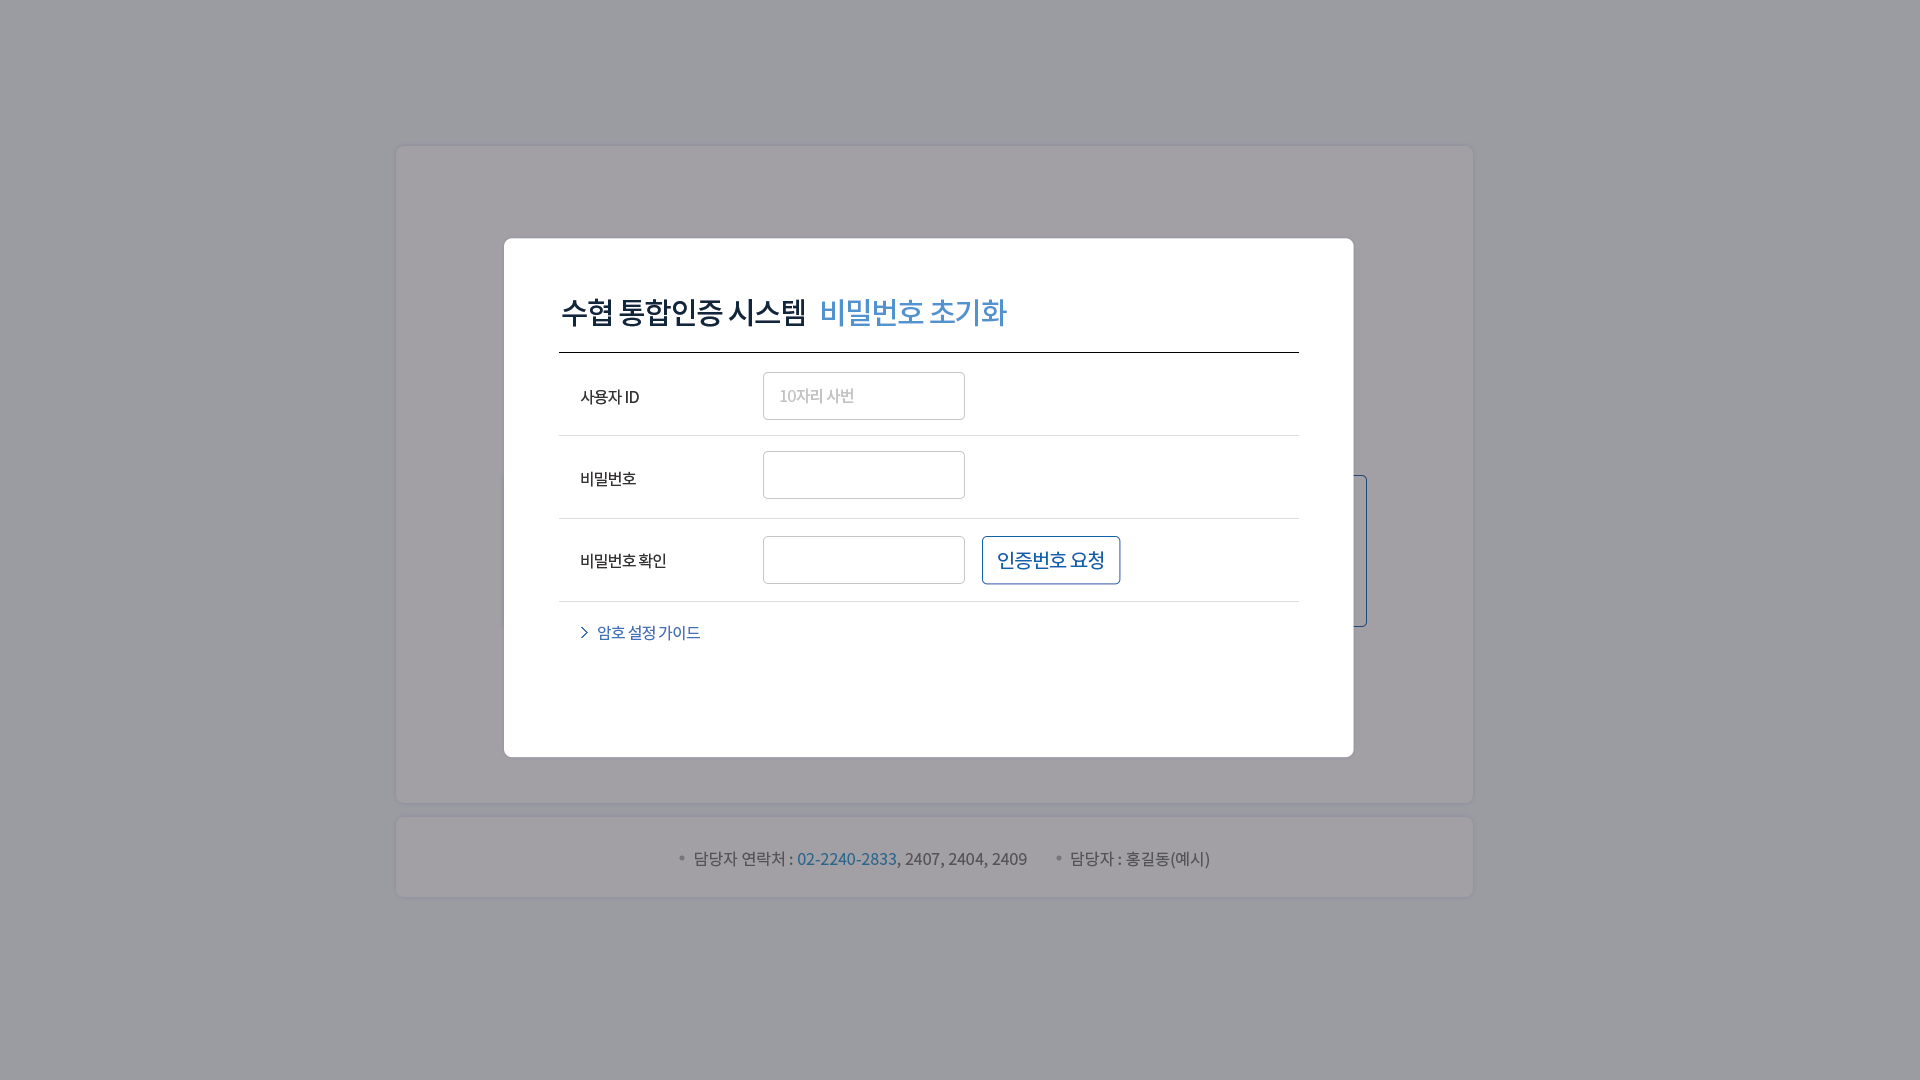 수협 통합인증 시스템 비밀번호 초기화
사용자 ID 10자리 사번
비밀번호
비밀번호 확인 인증번호 요청
> 암호 설정 가이드
• 담당자 연락처 : 02-2240-2833, 2407, 2404, 2409 • 담당자 : 홍길동(예시)